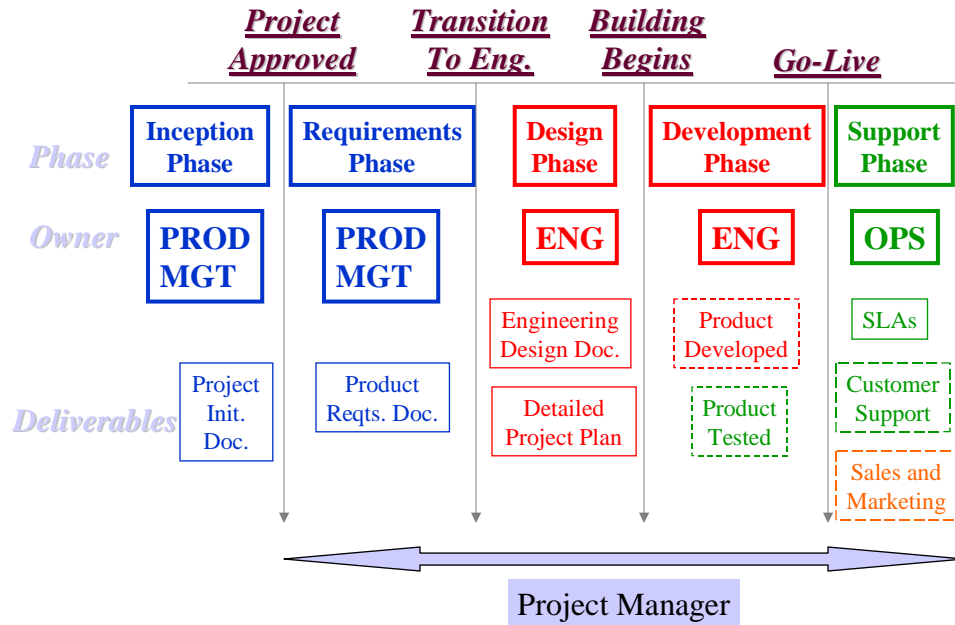 Project
Approved
Transition
To Eng.
Building
Begins
Go-Live
Phase
Inception
Phase
Requirements
Phase
Design
Phase
Development
Phase
Support
Phase
Owner
PROD
MGT
PROD
MGT
ENG
ENG
OPS
Deliverables
Project
Init.
Doc.
Product
Reqts. Doc.
Engineering
Design Doc.
Detailed
Project Plan
Product
Developed
Product
Tested
SLAs
Customer
Support
Sales and
Marketing
Project Manager